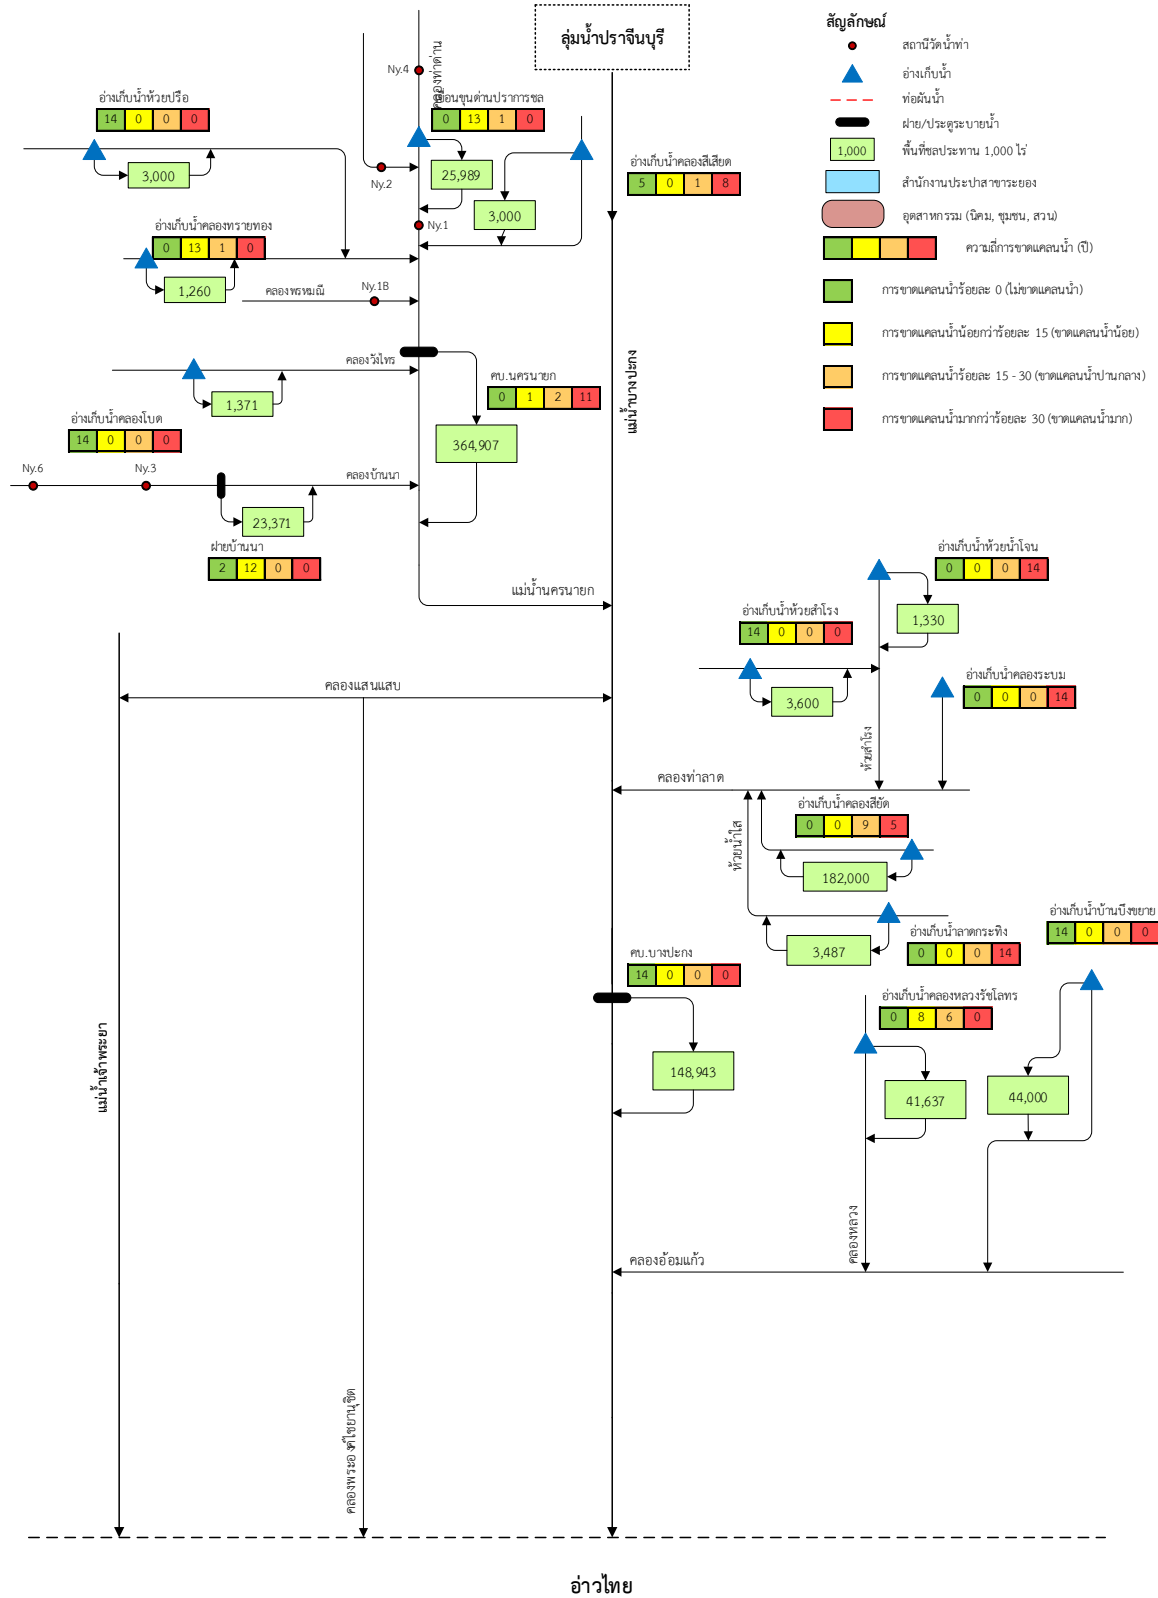 ลุ่มน้ำปราจีนบุรี
สัญลักษณ์
สถานีวัดน้ำท่า
อ่างเก็บน้ำ
ท่อผันน้ำ
ฝาย/ประตูระบายน้ำ
1,000 พื้นที่ชลประทาน 1,000 ไร่
สำนักงานประปาสาขาระยอง
อุตสาหกรรม (นิคม, ชุมชน, สวน)
ความถี่การขาดแคลนน้ำ (ปี)
การขาดแคลนน้ำร้อยละ 0 (ไม่ขาดแคลนน้ำ)
การขาดแคลนน้ำน้อยกว่าร้อยละ 15 (ขาดแคลนน้ำน้อย)
การขาดแคลนน้ำร้อยละ 15 - 30 (ขาดแคลนน้ำปานกลาง)
การขาดแคลนน้ำมากกว่าร้อยละ 30 (ขาดแคลนน้ำมาก)
Ny.4
คลองท่าด่าน
ขื่อนขุนด่านปราการชล
0 13 1 0
อ่างเก็บน้ำห้วยปรือ
14 0 0 0
3,000
Ny.2
25,989
3,000
อ่างเก็บน้ำคลองสีเสียด
5 0 1 8
Ny.1
อ่างเก็บน้ำคลองทรายทอง
0 13 1 0
1,260
คลองพรหมณี
Ny.1B
คลองวังไทร
1,371
คบ.นครนายก
0 1 2 11
364,907
แม่น้ำบางปะกง
อ่างเก็บน้ำคลองโบด
14 0 0 0
Ny.6
Ny.3
คลองบ้านนา
23,371
ฝายบ้านนา
2 12 0 0
แม่น้ำนครนายก
อ่างเก็บน้ำห้วยน้ำโจน
0 0 0 14
1,330
อ่างเก็บน้ำห้วยสำโรง
14 0 0 0
3,600
อ่างเก็บน้ำคลองระบม
0 0 0 14
คลองแสนแสบ
ห้วยสำโรง
คลองท่าลาด
อ่างเก็บน้ำคลองสียัด
0 0 9 5
ห้วยน้ำใส
182,000
3,487
อ่างเก็บน้ำลาดกระทิง
0 0 0 14
อ่างเก็บน้ำบ้านบึงขยาย
14 0 0 0
คบ.บางปะกง
14 0 0 0
148,943
อ่างเก็บน้ำคลองหลวงรัชโลทร
0 8 6 0
41,637
44,000
แม่น้ำเจ้าพระยา
คลองหลวง
คลองอ้อมแก้ว
คลองพระองค์ไชยานุชิต
อ่าวไทย